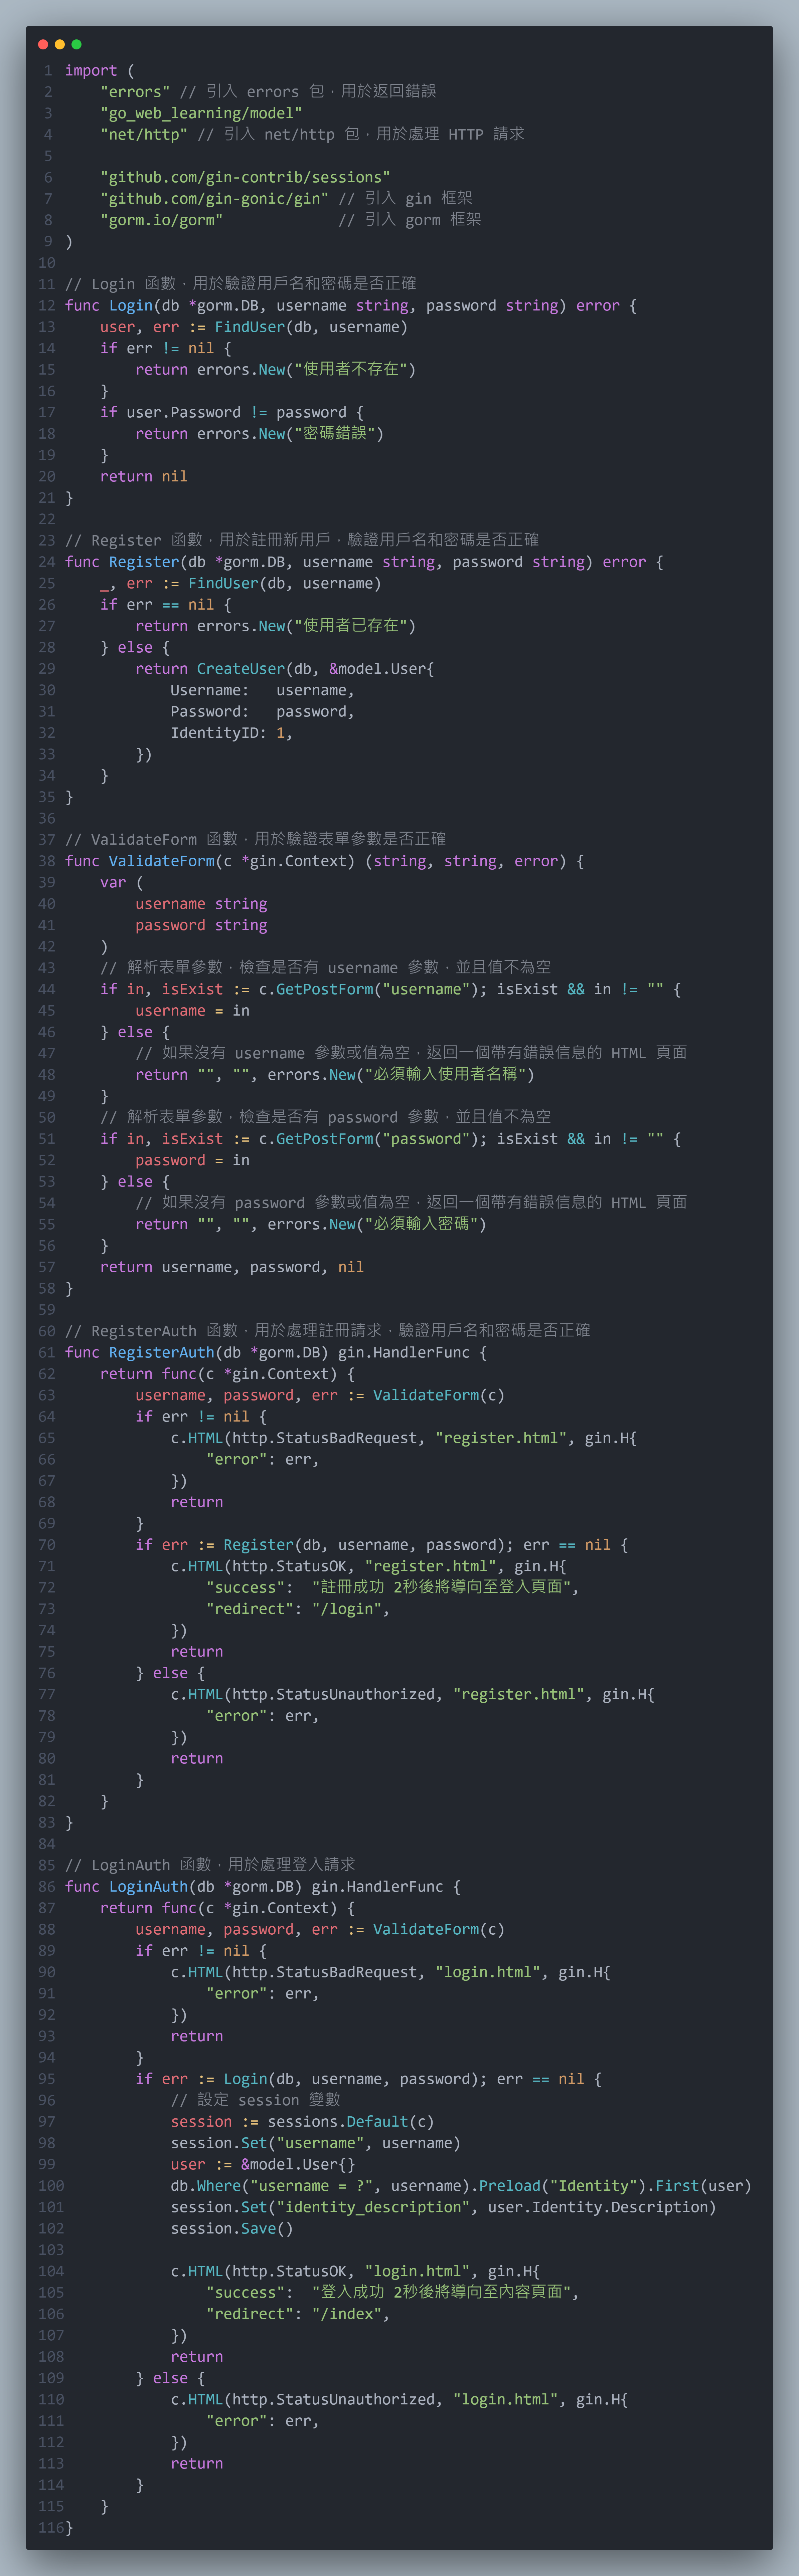 1 import (
2     "errors" // 引入 errors 包，用於返回錯誤
3     "go_web_learning/model"
4     "net/http" // 引入 net/http 包，用於處理 HTTP 請求
5
6     "github.com/gin-contrib/sessions"
7     "github.com/gin-gonic/gin" // 引入 gin 框架
8     "gorm.io/gorm"             // 引入 gorm 框架
9 )
10
11 // Login 函數，用於驗證用戶名和密碼是否正確
12 func Login(db *gorm.DB, username string, password string) error {
13     user, err := FindUser(db, username)
14     if err != nil {
15         return errors.New("使用者不存在")
16     }
17     if user.Password != password {
18         return errors.New("密碼錯誤")
19     }
20     return nil
21 }
22
23 // Register 函數，用於註冊新用戶，驗證用戶名和密碼是否正確
24 func Register(db *gorm.DB, username string, password string) error {
25     _, err := FindUser(db, username)
26     if err == nil {
27         return errors.New("使用者已存在")
28     } else {
29         return CreateUser(db, &model.User{
30             Username:   username,
31             Password:   password,
32             IdentityID: 1,
33         })
34     }
35 }
36
37 // ValidateForm 函數，用於驗證表單參數是否正確
38 func ValidateForm(c *gin.Context) (string, string, error) {
39     var (
40         username string
41         password string
42     )
43     // 解析表單參數，檢查是否有 username 參數，並且值不為空
44     if in, isExist := c.GetPostForm("username"); isExist && in != "" {
45         username = in
46     } else {
47         // 如果沒有 username 參數或值為空，返回一個帶有錯誤信息的 HTML 頁面
48         return "", "", errors.New("必須輸入使用者名稱")
49     }
50     // 解析表單參數，檢查是否有 password 參數，並且值不為空
51     if in, isExist := c.GetPostForm("password"); isExist && in != "" {
52         password = in
53     } else {
54         // 如果沒有 password 參數或值為空，返回一個帶有錯誤信息的 HTML 頁面
55         return "", "", errors.New("必須輸入密碼")
56     }
57     return username, password, nil
58 }
59
60 // RegisterAuth 函數，用於處理註冊請求，驗證用戶名和密碼是否正確
61 func RegisterAuth(db *gorm.DB) gin.HandlerFunc {
62     return func(c *gin.Context) {
63         username, password, err := ValidateForm(c)
64         if err != nil {
65             c.HTML(http.StatusBadRequest, "register.html", gin.H{
66                 "error": err,
67             })
68             return
69         }
70         if err := Register(db, username, password); err == nil {
71             c.HTML(http.StatusOK, "register.html", gin.H{
72                 "success":  "註冊成功 2秒後將導向至登入頁面",
73                 "redirect": "/login",
74             })
75             return
76         } else {
77             c.HTML(http.StatusUnauthorized, "register.html", gin.H{
78                 "error": err,
79             })
80             return
81         }
82     }
83 }
84
85 // LoginAuth 函數，用於處理登入請求
86 func LoginAuth(db *gorm.DB) gin.HandlerFunc {
87     return func(c *gin.Context) {
88         username, password, err := ValidateForm(c)
89         if err != nil {
90             c.HTML(http.StatusBadRequest, "login.html", gin.H{
91                 "error": err,
92             })
93             return
94         }
95         if err := Login(db, username, password); err == nil {
96             // 設定 session 變數
97             session := sessions.Default(c)
98             session.Set("username", username)
99             user := &model.User{}
100             db.Where("username = ?", username).Preload("Identity").First(user)
101             session.Set("identity_description", user.Identity.Description)
102             session.Save()
103
104             c.HTML(http.StatusOK, "login.html", gin.H{
105                 "success":  "登入成功 2秒後將導向至內容頁面",
106                 "redirect": "/index",
107             })
108             return
109         } else {
110             c.HTML(http.StatusUnauthorized, "login.html", gin.H{
111                 "error": err,
112             })
113             return
114         }
115     }
116}